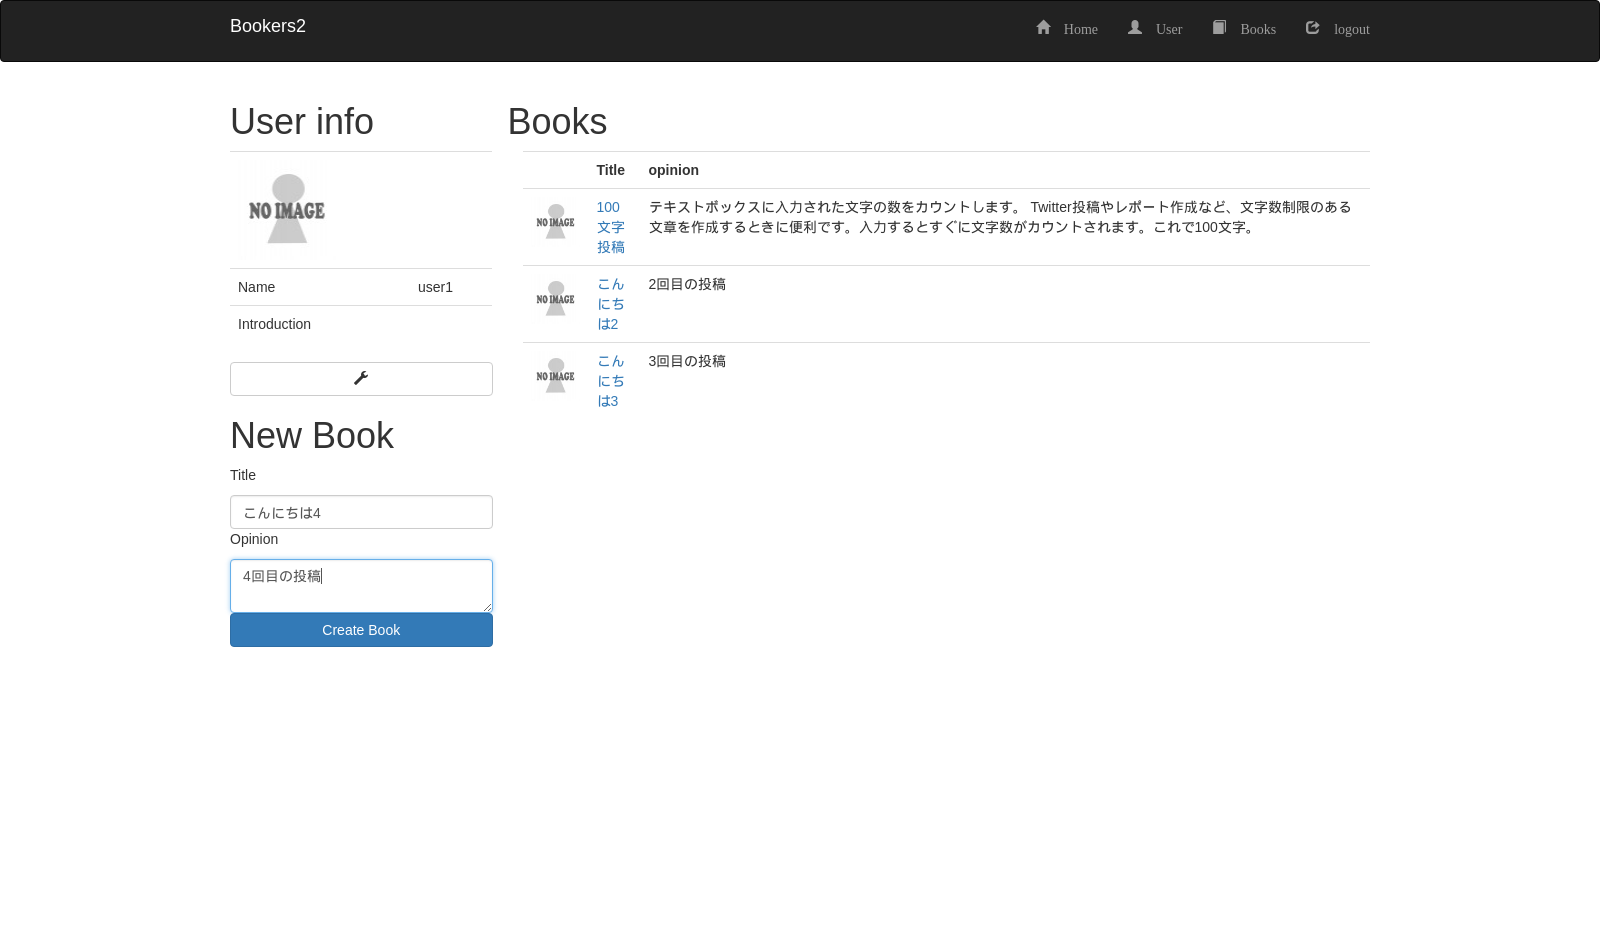 Bookers2
Home
User
Books
logout
User info
NO IMAGE
Name user1
Introduction
New Book
Title
こんにちは4
Opinion
4回目の投稿
Create Book
Books
Title opinion
NO IMAGE
100
文字
投稿
テキストボックスに入力された文字の数をカウントします。 Twitter投稿やレポート作成など、文字数制限のある
文章を作成するときに便利です。入力するとすぐに文字数がカウントされます。これで100文字。
NO IMAGE
こん
にち
は2
2回目の投稿
NO IMAGE
こん
にち
は3
3回目の投稿